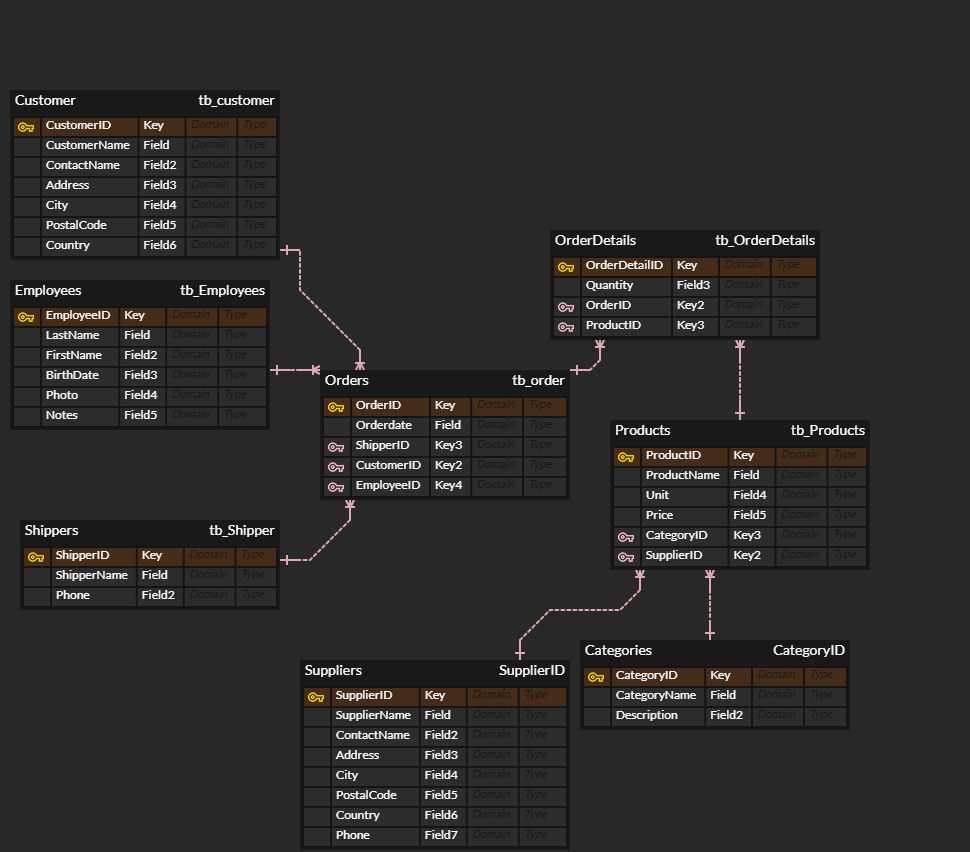 Customer tb_customer
CustomerID Key Domain Type
CustomerName Field Domain Type
ContactName Field2 Domain Type
Address Field3 Domain Type
City Field4 Domain Type
PostalCode Field5 Domain Type
Country Field6 Domain Type
Employees tb_Employees
EmployeeID Key Domain Type
LastName Field Domain Type
FirstName Field2 Domain Type
BirthDate Field3 Domain Type
Photo Field4 Domain Type
Notes Field5 Domain Type
OrderDetails tb_OrderDetails
OrderDetailID Key Domain Type
Quantity Field3 Domain Type
OrderID Key2 Domain Type
ProductID Key3 Domain Type
Orders tb_order
OrderID Key Domain Type
Orderdate Field Domain Type
ShipperID Key3 Domain Type
CustomerID Key2 Domain Type
EmployeeID Key4 Domain Type
Products tb_Products
ProductID Key Domain Type
ProductName Field Domain Type
Unit Field4 Domain Type
Price Field5 Domain Type
CategoryID Key3 Domain Type
SupplierID Key2 Domain Type
Shippers tb_Shipper
ShipperID Key Domain Type
ShipperName Field Domain Type
Phone Field2 Domain Type
Suppliers SupplierID
SupplierID Key Domain Type
SupplierName Field Domain Type
ContactName Field2 Domain Type
Address Field3 Domain Type
City Field4 Domain Type
PostalCode Field5 Domain Type
Country Field6 Domain Type
Phone Field7 Domain Type
Categories CategoryID
CategoryID Key Domain Type
CategoryName Field Domain Type
Description Field2 Domain Type